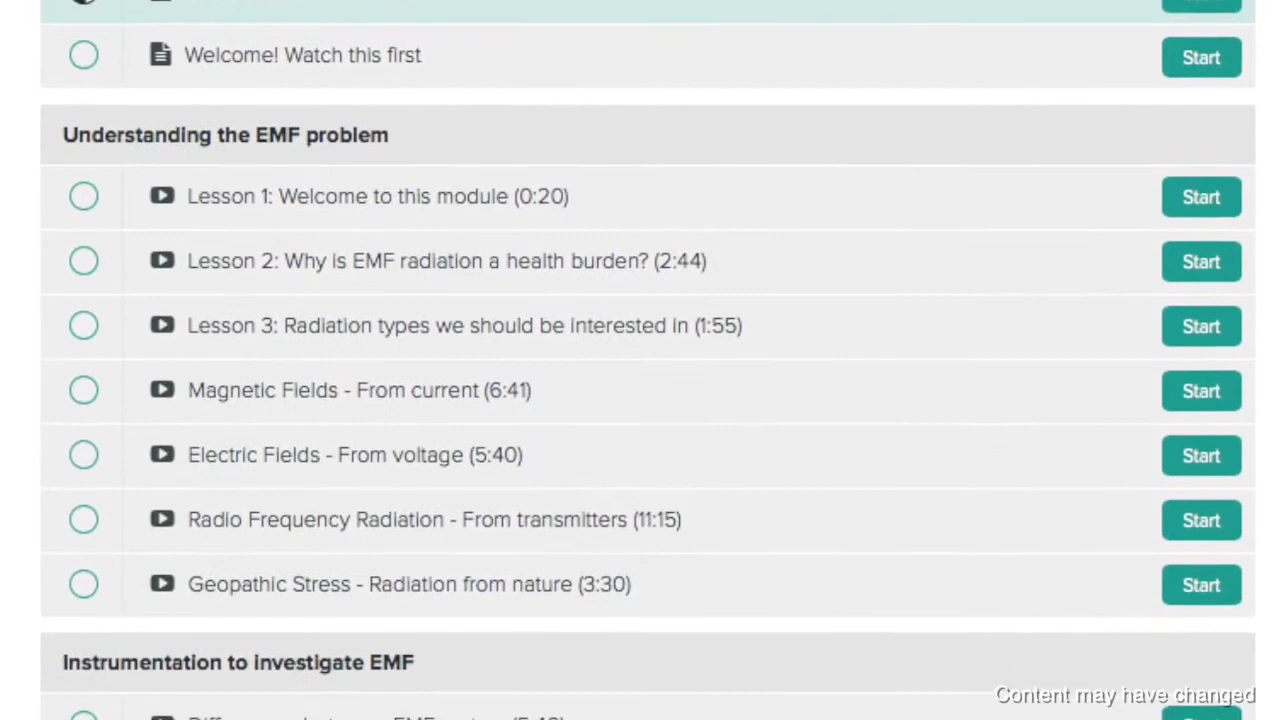 Welcome! Watch this first
Start
Understanding the EMF problem
Lesson 1: Welcome to this module (0:20)
Start
Lesson 2: Why is EMF radiation a health burden? (2:44)
Start
Lesson 3: Radiation types we should be interested in (1:55)
Start
Magnetic Fields - From current (6:41)
Start
Electric Fields - From voltage (5:40)
Start
Radio Frequency Radiation - From transmitters (11:15)
Start
Geopathic Stress - Radiation from nature (3:30)
Start
Instrumentation to investigate EMF
Content may have changed